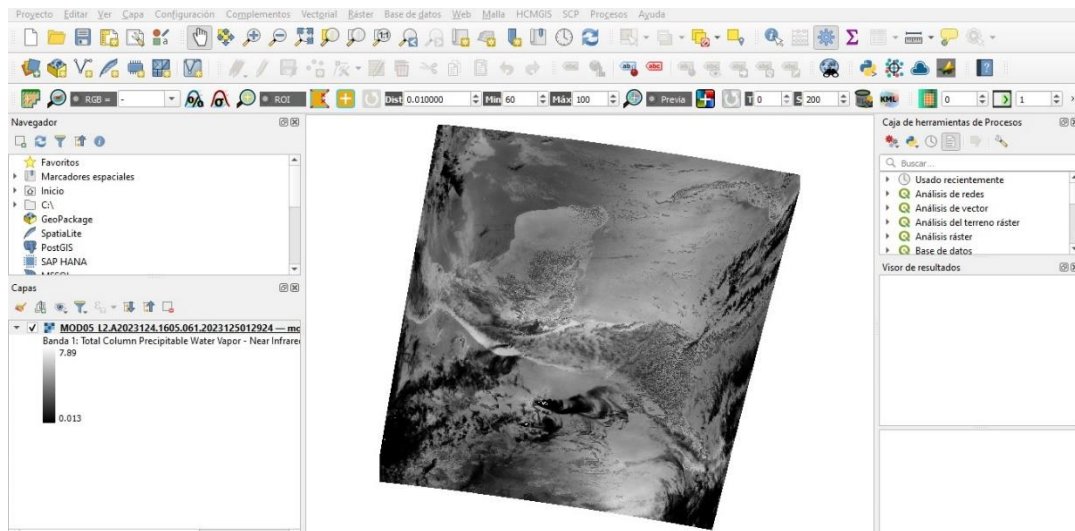 Proyecto Editar Ver Capa Configuración Complementos Vectorial Ráster Base de datos Web Malla HCMGIS SCP Procesos Ayuda
RGB = - ROI Dist 0.010000 Min 60 Máx 100 Previa T 0 S 200 KML 0 1
Navegador
Favoritos
Marcadores espaciales
Inicio
C:\
GeoPackage
SpatiaLite
PostGIS
SAP HANA
Capas
MOD05_L2.A2023124.1605.061.2023125012924 — mo
Banda 1: Total Column Precipitable Water Vapor - Near Infrare
7.89
0.013
Caja de herramientas de Procesos
Buscar...
Usado recientemente
Análisis de redes
Análisis de vector
Análisis del terreno ráster
Análisis ráster
Base de datos
Visor de resultados